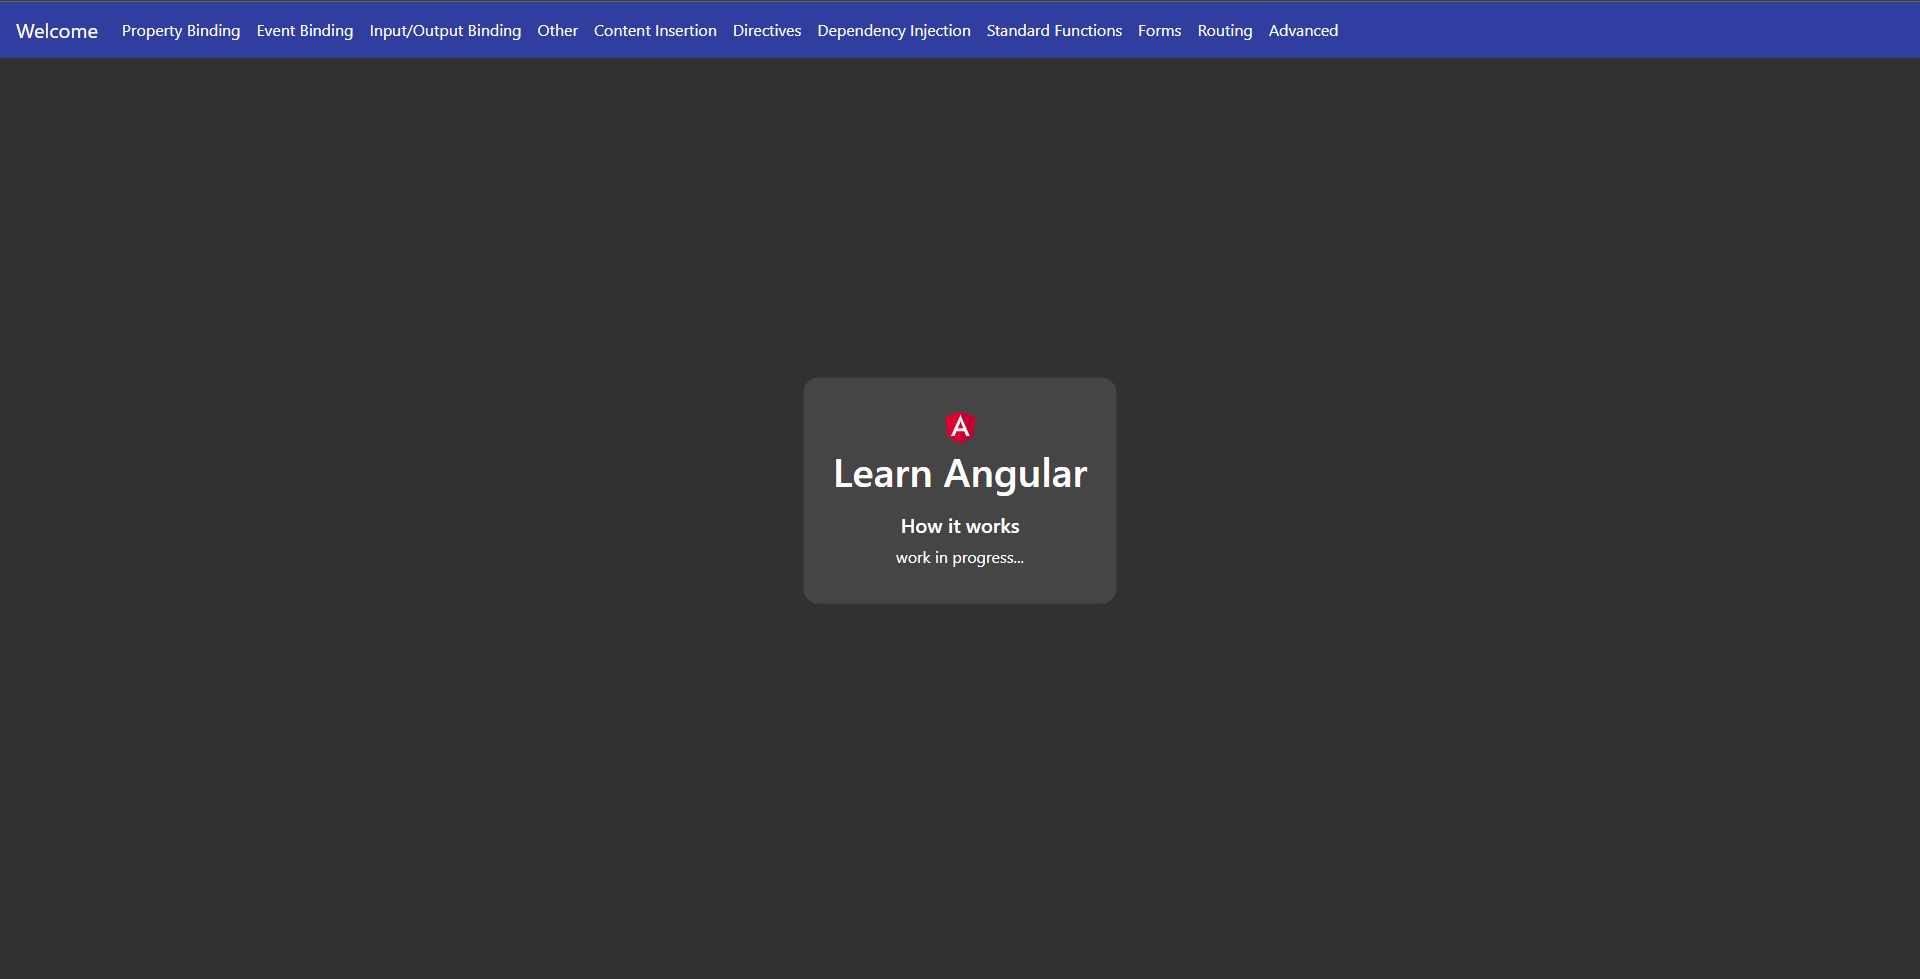 Welcome Property Binding Event Binding Input/Output Binding Other Content Insertion Directives Dependency Injection Standard Functions Forms Routing Advanced
A
Learn Angular
How it works
work in progress...